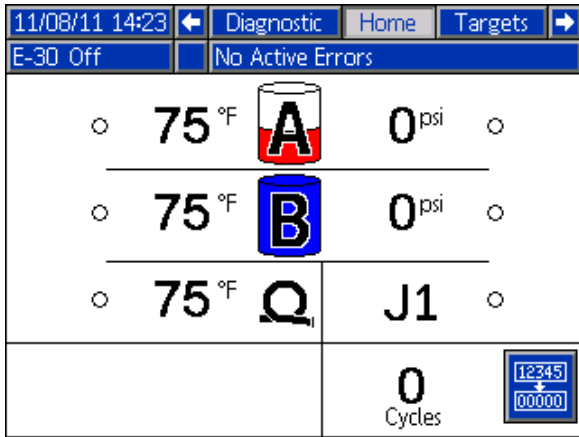 11/08/11 14:23 Diagnostic Home Targets
E-30 Off No Active Errors
75 °F A 0 psi
75 °F B 0 psi
75 °F J1
0
Cycles
12345
00000